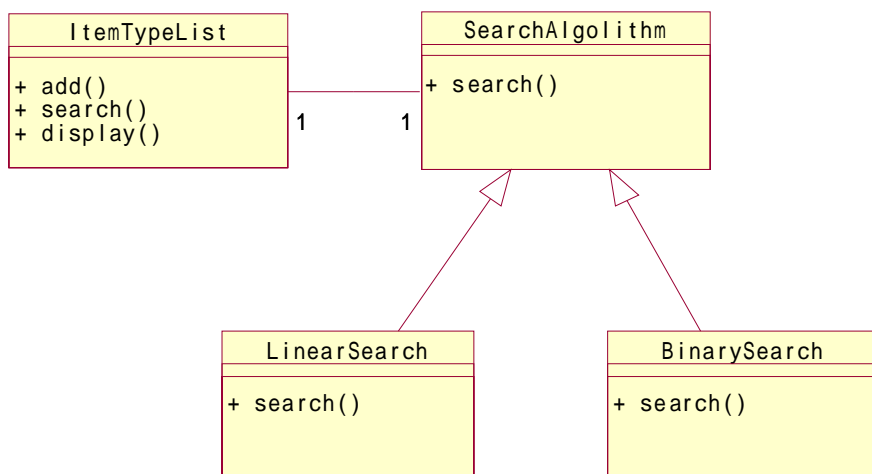 ItemTypeList
+ add()
+ search()
+ display()
1
1
SearchAlgolithm
+ search()
LinearSearch
+ search()
BinarySearch
+ search()